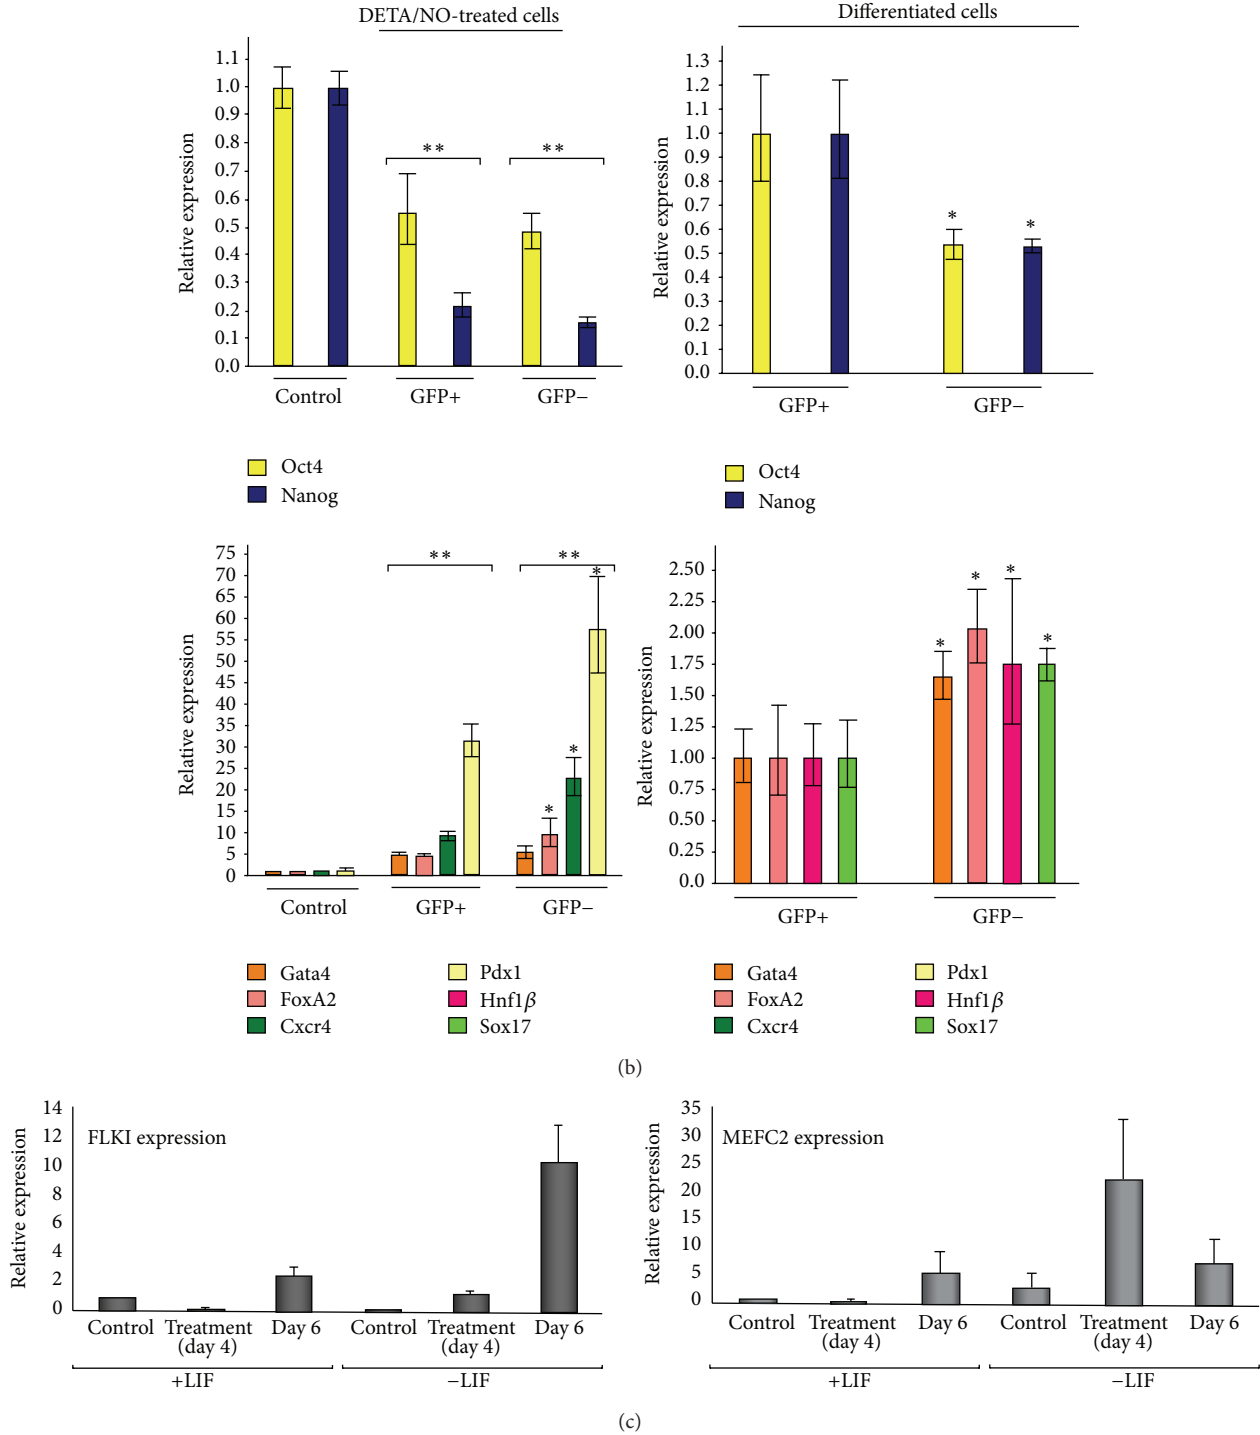 DETA/NO-treated cells
Relative expression
1.1
1.0
0.9
0.8
0.7
0.6
0.5
0.4
0.3
0.2
0.1
0.0
**
**
Control
GFP+
GFP−
Oct4
Nanog
Differentiated cells
Relative expression
1.3
1.2
1.1
1.0
0.9
0.8
0.7
0.6
0.5
0.4
0.3
0.2
0.1
0.0
*
*
GFP+
GFP−
Oct4
Nanog
Relative expression
75
70
65
60
55
50
45
40
35
30
25
20
15
10
5
0
**
**
*
*
*
Control
GFP+
GFP−
Gata4
FoxA2
Cxcr4
Pdx1
Hnf1β
Sox17
Relative expression
2.50
2.25
2.00
1.75
1.50
1.25
1.00
0.75
0.50
0.25
0.0
*
*
*
*
GFP+
GFP−
Gata4
FoxA2
Cxcr4
Pdx1
Hnf1β
Sox17
(b)
Relative expression
14
12
10
8
6
4
2
0
FLKI expression
Control
Treatment
(day 4)
Day 6
Control
Treatment
(day 4)
Day 6
+LIF
−LIF
Relative expression
35
30
25
20
15
10
5
0
MEFC2 expression
Control
Treatment
(day 4)
Day 6
Control
Treatment
(day 4)
Day 6
+LIF
−LIF
(c)